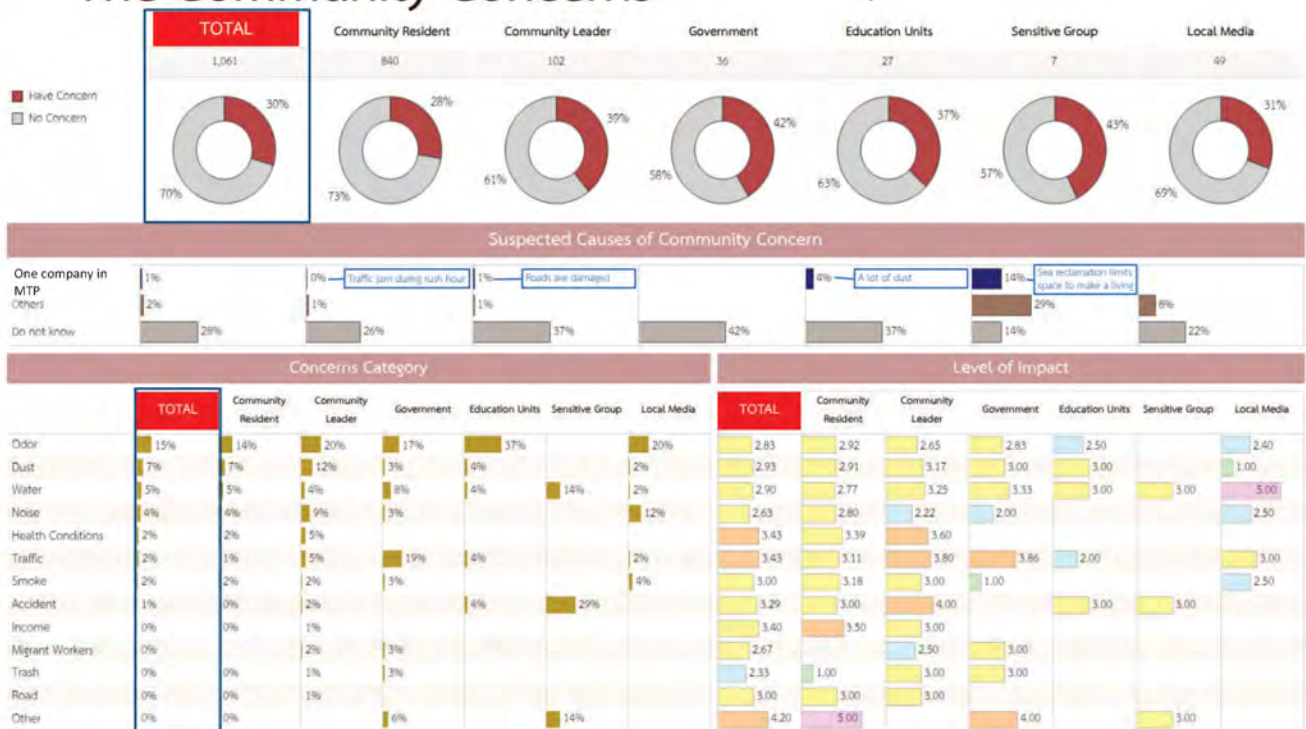 The Community Concerns
TOTAL Community Resident Community Leader Government Education Units Sensitive Group Local Media
1,061 840 102 36 27 7 49
Have Concern
No Concern
30% 28% 39% 42% 37% 43% 31%
70% 73% 61% 58% 63% 57% 69%
Suspected Causes of Community Concern
One company in MTP 1% 0% Traffic jam during rush hour 1% Roads are damaged 4% A lot of dust 14% Sea reclamation limits space to make a living
Others 2% 1% 1% 29% 8%
Do not know 28% 26% 37% 42% 37% 14% 22%
Concerns Category Level of Impact
TOTAL Community Resident Community Leader Government Education Units Sensitive Group Local Media TOTAL Community Resident Community Leader Government Education Units Sensitive Group Local Media
Odor 15% 14% 20% 17% 37% 20% 2.83 2.92 2.65 2.83 2.50 2.40
Dust 7% 7% 12% 3% 4% 2% 2.93 2.91 3.17 3.00 3.00 1.00
Water 5% 5% 4% 8% 4% 14% 2% 2.90 2.77 3.25 3.33 3.00 3.00 5.00
Noise 4% 4% 9% 3% 12% 2.63 2.80 2.22 2.00 2.50
Health Conditions 2% 2% 5% 3.43 3.39 3.60
Traffic 2% 1% 5% 19% 4% 2% 3.43 3.11 3.80 3.86 2.00 3.00
Smoke 2% 2% 2% 3% 4% 3.00 3.18 3.00 1.00 2.50
Accident 1% 0% 2% 4% 29% 3.29 3.00 4.00 3.00 3.00
Income 0% 0% 1% 3.40 3.50 3.00
Migrant Workers 0% 2% 3% 2.67 2.50 3.00
Trash 0% 0% 1% 3% 2.33 1.00 3.00 3.00
Road 0% 0% 1% 3.00 3.00 3.00
Other 0% 0% 6% 14% 4.20 5.00 4.00 3.00